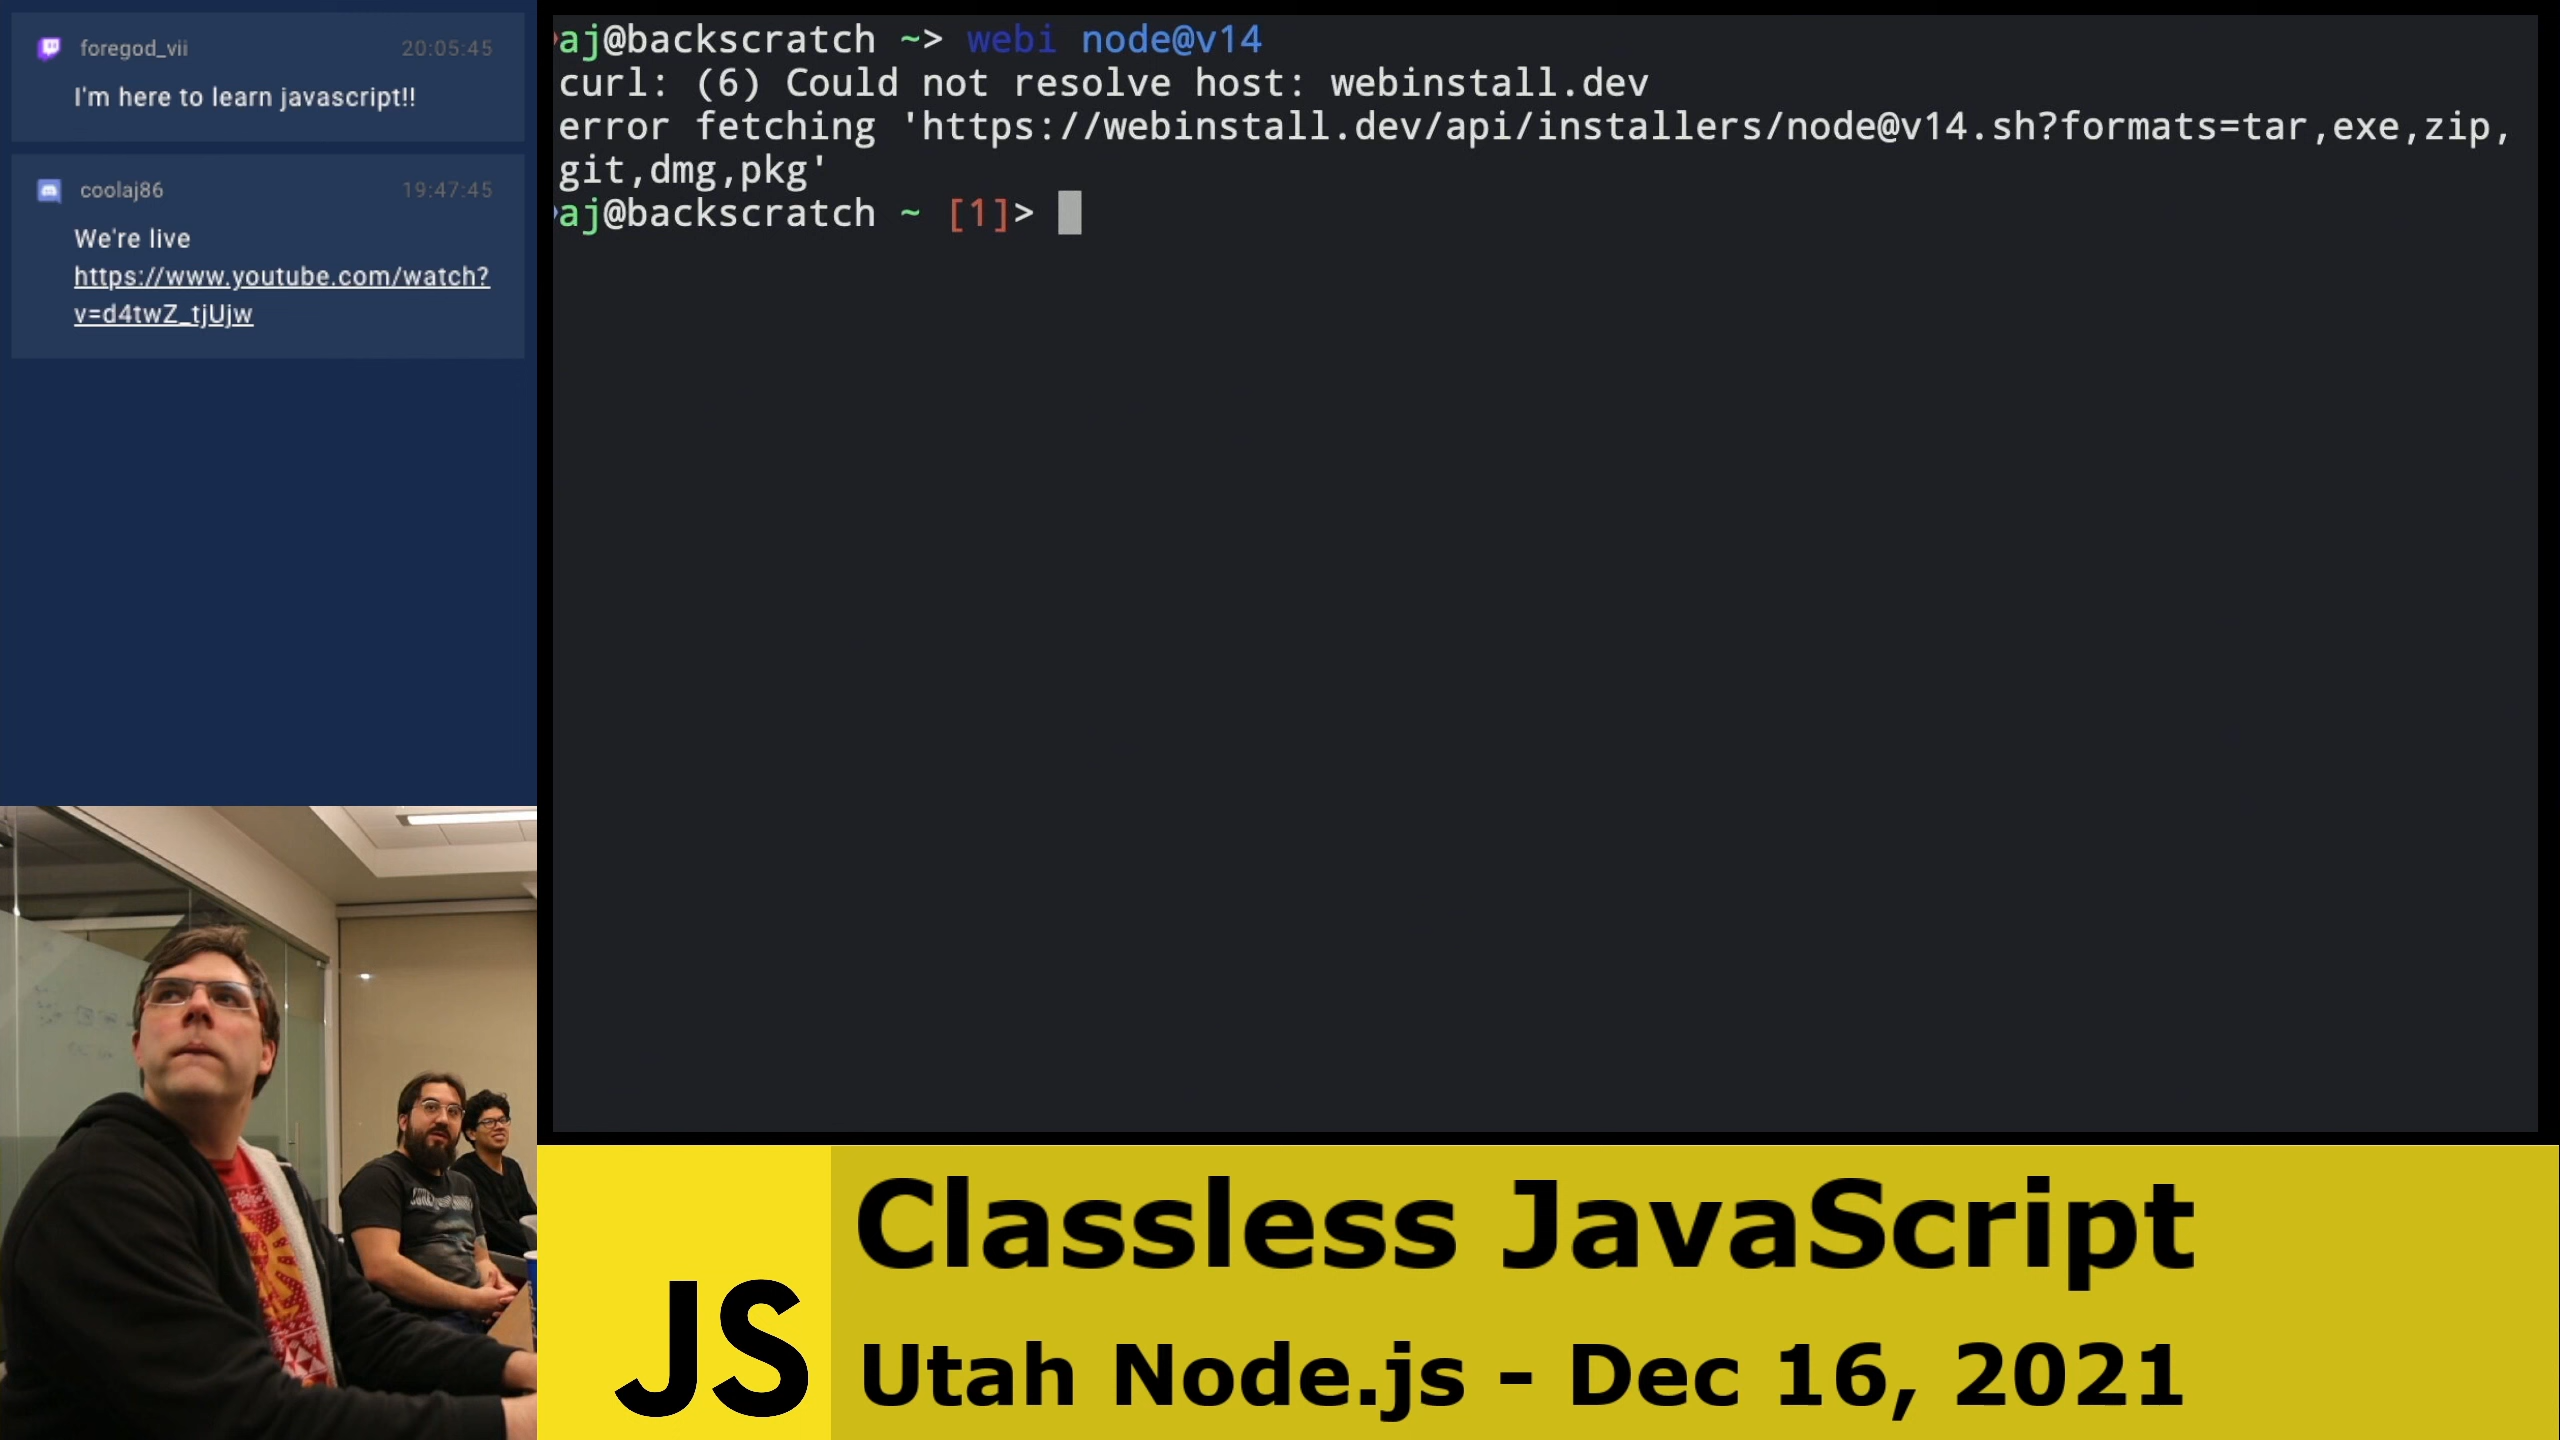 foregod_vii 20:05:45
I'm here to learn javascript!!
coolaj86 19:47:45
We're live
https://www.youtube.com/watch?
v=d4twZ_tjUjw
aj@backscratch ~> webi node@v14
curl: (6) Could not resolve host: webinstall.dev
error fetching 'https://webinstall.dev/api/installers/node@v14.sh?formats=tar,exe,zip,
git,dmg,pkg'
aj@backscratch ~ [1]>
JS
Classless JavaScript
Utah Node.js - Dec 16, 2021